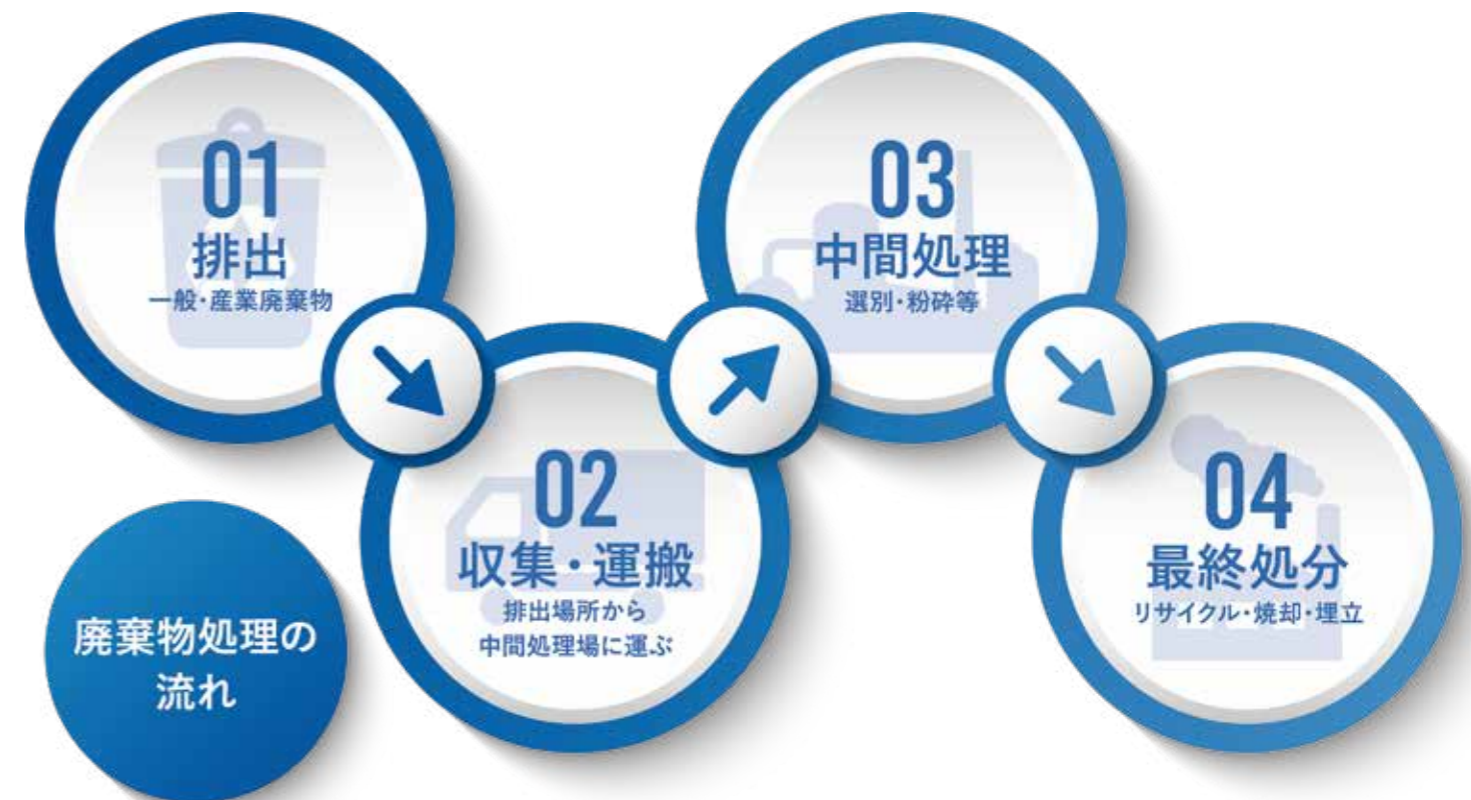 01
排出
一般・産業廃棄物
02
収集・運搬
排出場所から
中間処理場に運ぶ
03
中間処理
選別・粉砕等
04
最終処分
リサイクル・焼却・埋立
廃棄物処理の
流れ